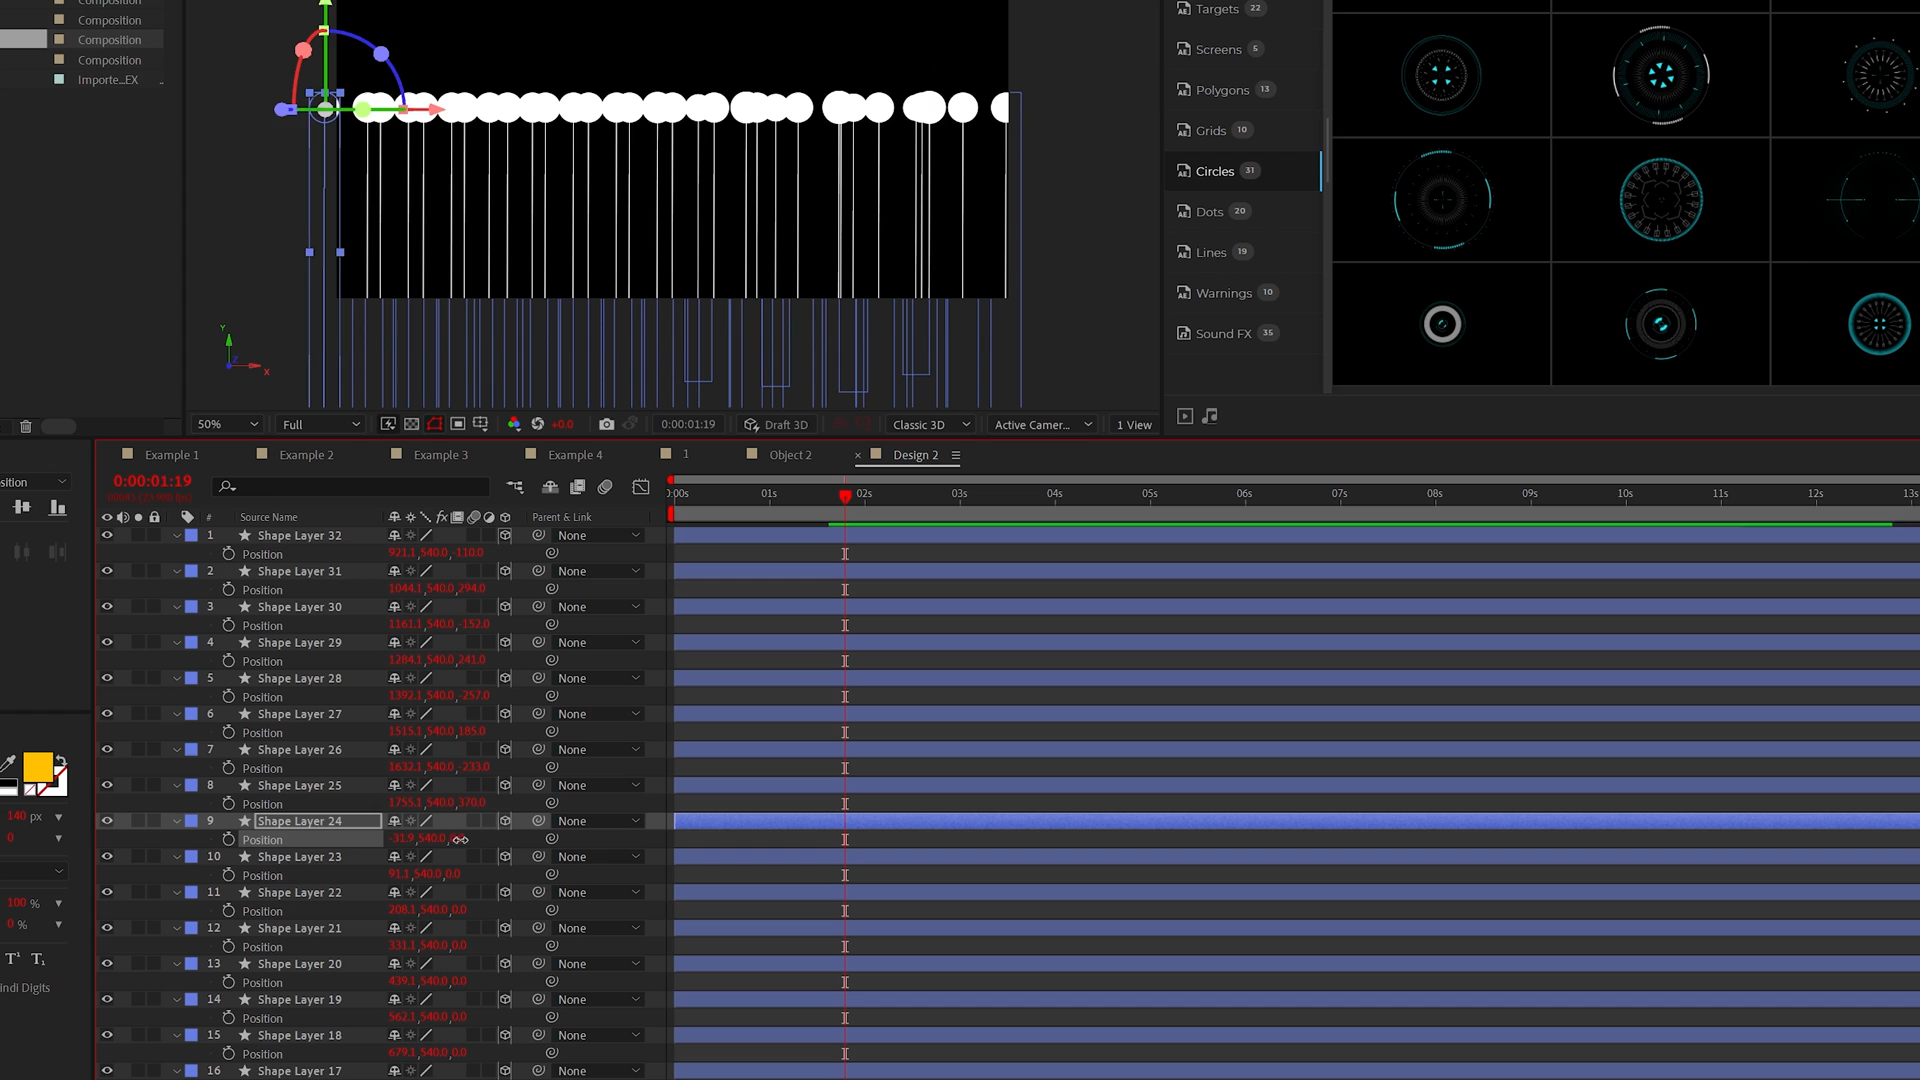 Composition
Composition
Composition
Composition
Importe_EX
Y
Z
X
50%
Full
+0.0
0:00:01:19
Draft 3D
Classic 3D
Active Camer...
1 View
Targets 22
Screens 5
Polygons 13
Grids 10
Circles 31
Dots 20
Lines 19
Warnings 10
Sound FX 35
Example 1
Example 2
Example 3
Example 4
1
Object 2
× Design 2
sition
0:00:01:19
# Source Name fx Parent & Link
0:00s 01s 02s 03s 04s 05s 06s 07s 08s 09s 10s 11s 12s 13s
1 Shape Layer 32 None
Position 921.1,540.0,-110.0
2 Shape Layer 31 None
Position 1044.1,540.0,294.0
3 Shape Layer 30 None
Position 1161.1,540.0,-152.0
4 Shape Layer 29 None
Position 1284.1,540.0,241.0
5 Shape Layer 28 None
Position 1392.1,540.0,-257.0
6 Shape Layer 27 None
Position 1515.1,540.0,185.0
7 Shape Layer 26 None
Position 1632.1,540.0,-233.0
8 Shape Layer 25 None
Position 1755.1,540.0,370.0
9 Shape Layer 24 None
Position -31.9,540.0,
10 Shape Layer 23 None
Position 91.1,540.0,0.0
11 Shape Layer 22 None
Position 208.1,540.0,0.0
12 Shape Layer 21 None
Position 331.1,540.0,0.0
13 Shape Layer 20 None
Position 439.1,540.0,0.0
14 Shape Layer 19 None
Position 562.1,540.0,0.0
15 Shape Layer 18 None
Position 679.1,540.0,0.0
16 Shape Layer 17 None
140 px
0
100 %
0 %
T¹ T₁
indi Digits